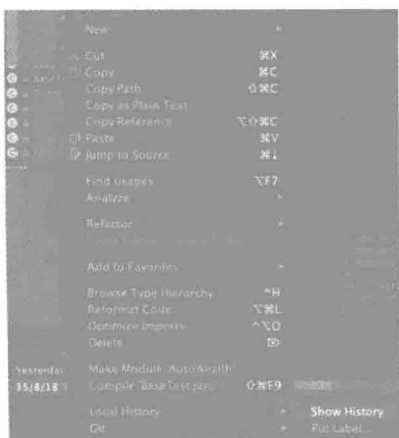 New
Cut ⌘X
Copy ⌘C
Copy Path ⇧⌘C
Copy as Plain Text
Copy Reference ⌥⇧⌘C
Paste ⌘V
Jump to Source ⌘↓
Find Usages ⌥F7
Analyze
Refactor
Add to Favorites
Browse Type Hierarchy ^H
Reformat Code ⌥⌘L
Optimize Imports ^⌥O
Delete ⌦
Yesterday Make Module
15/8/18 Compile 'BaseTest.java' ⇧⌘F9
Local History Show History
Git Put Label...